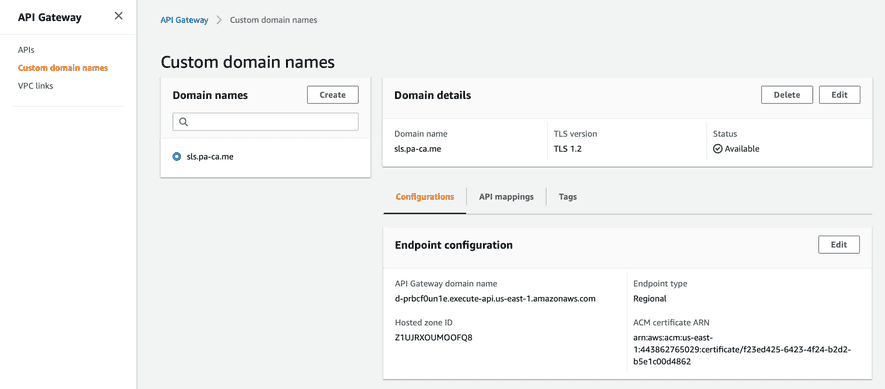 API Gateway
APIs
Custom domain names
VPC links
API Gateway > Custom domain names
Custom domain names
Domain names
Create
sls.pa-ca.me
Domain details
Delete
Edit
Domain name
sls.pa-ca.me
TLS version
TLS 1.2
Status
Available
Configurations
API mappings
Tags
Endpoint configuration
Edit
API Gateway domain name
d-prbcf0un1e.execute-api.us-east-1.amazonaws.com
Hosted zone ID
Z1UJRXOUMOOFQ8
Endpoint type
Regional
ACM certificate ARN
arn:aws:acm:us-east-
1:443862765029:certificate/f23ed425-6423-4f24-b2d2-
b5e1c00d4862